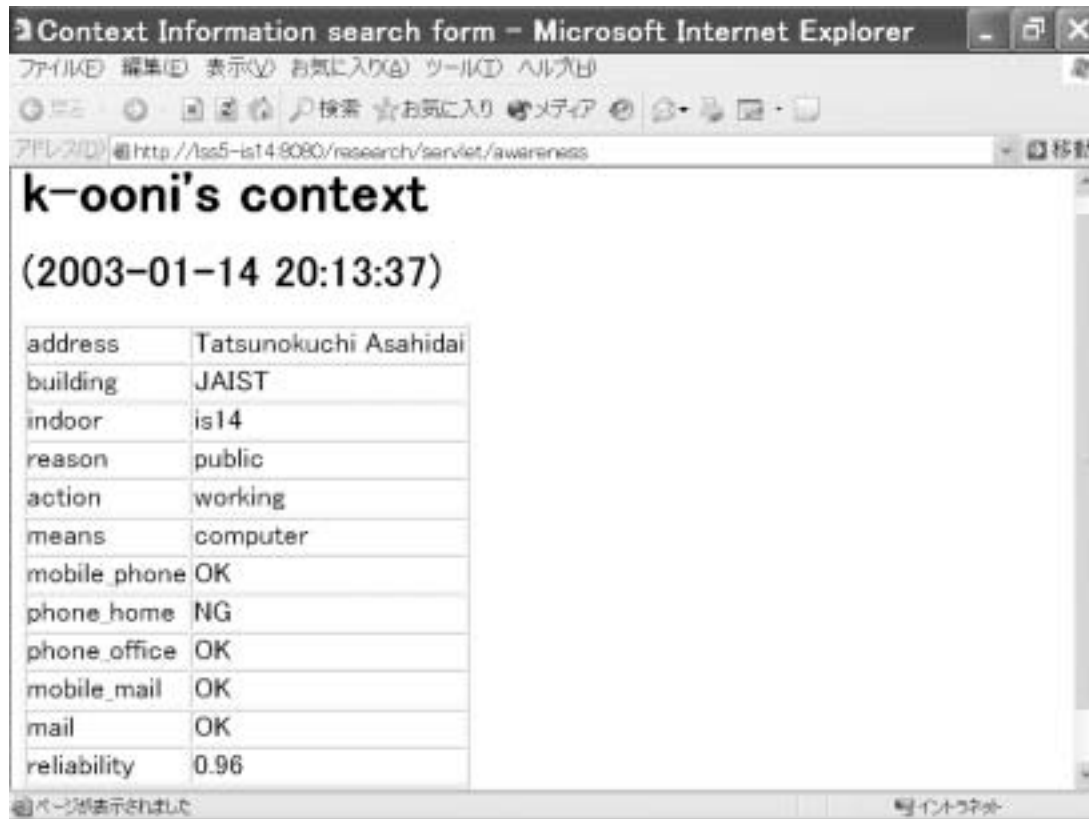 Context Information search form - Microsoft Internet Explorer
ファイル(F) 編集(E) 表示(V) お気に入り(A) ツール(T) ヘルプ(H)
戻る 検索 お気に入り メディア
アドレス(D) http://lss5-is14:8080/research/servlet/awareness 移動
k-ooni's context
(2003-01-14 20:13:37)
address Tatsunokuchi Asahidai
building JAIST
indoor is14
reason public
action working
means computer
mobile_phone OK
phone_home NG
phone_office OK
mobile_mail OK
mail OK
reliability 0.96
ページが表示されました イントラネット